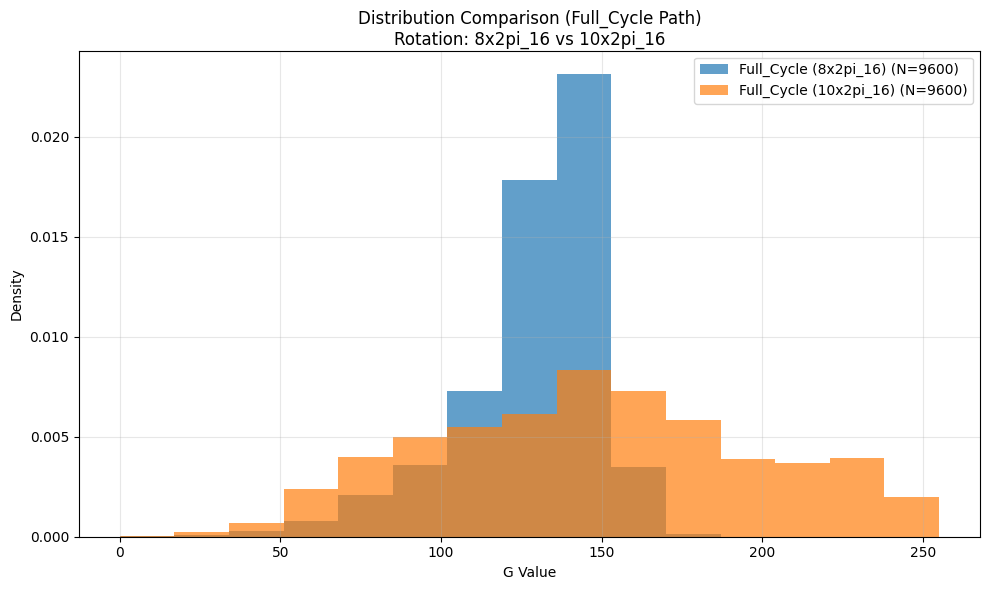 Distribution Comparison (Full_Cycle Path)
Rotation: 8x2pi_16 vs 10x2pi_16
Full_Cycle (8x2pi_16) (N=9600)
Full_Cycle (10x2pi_16) (N=9600)
0.020
0.015
0.010
0.005
0.000
Density
0 50 100 150 200 250
G Value